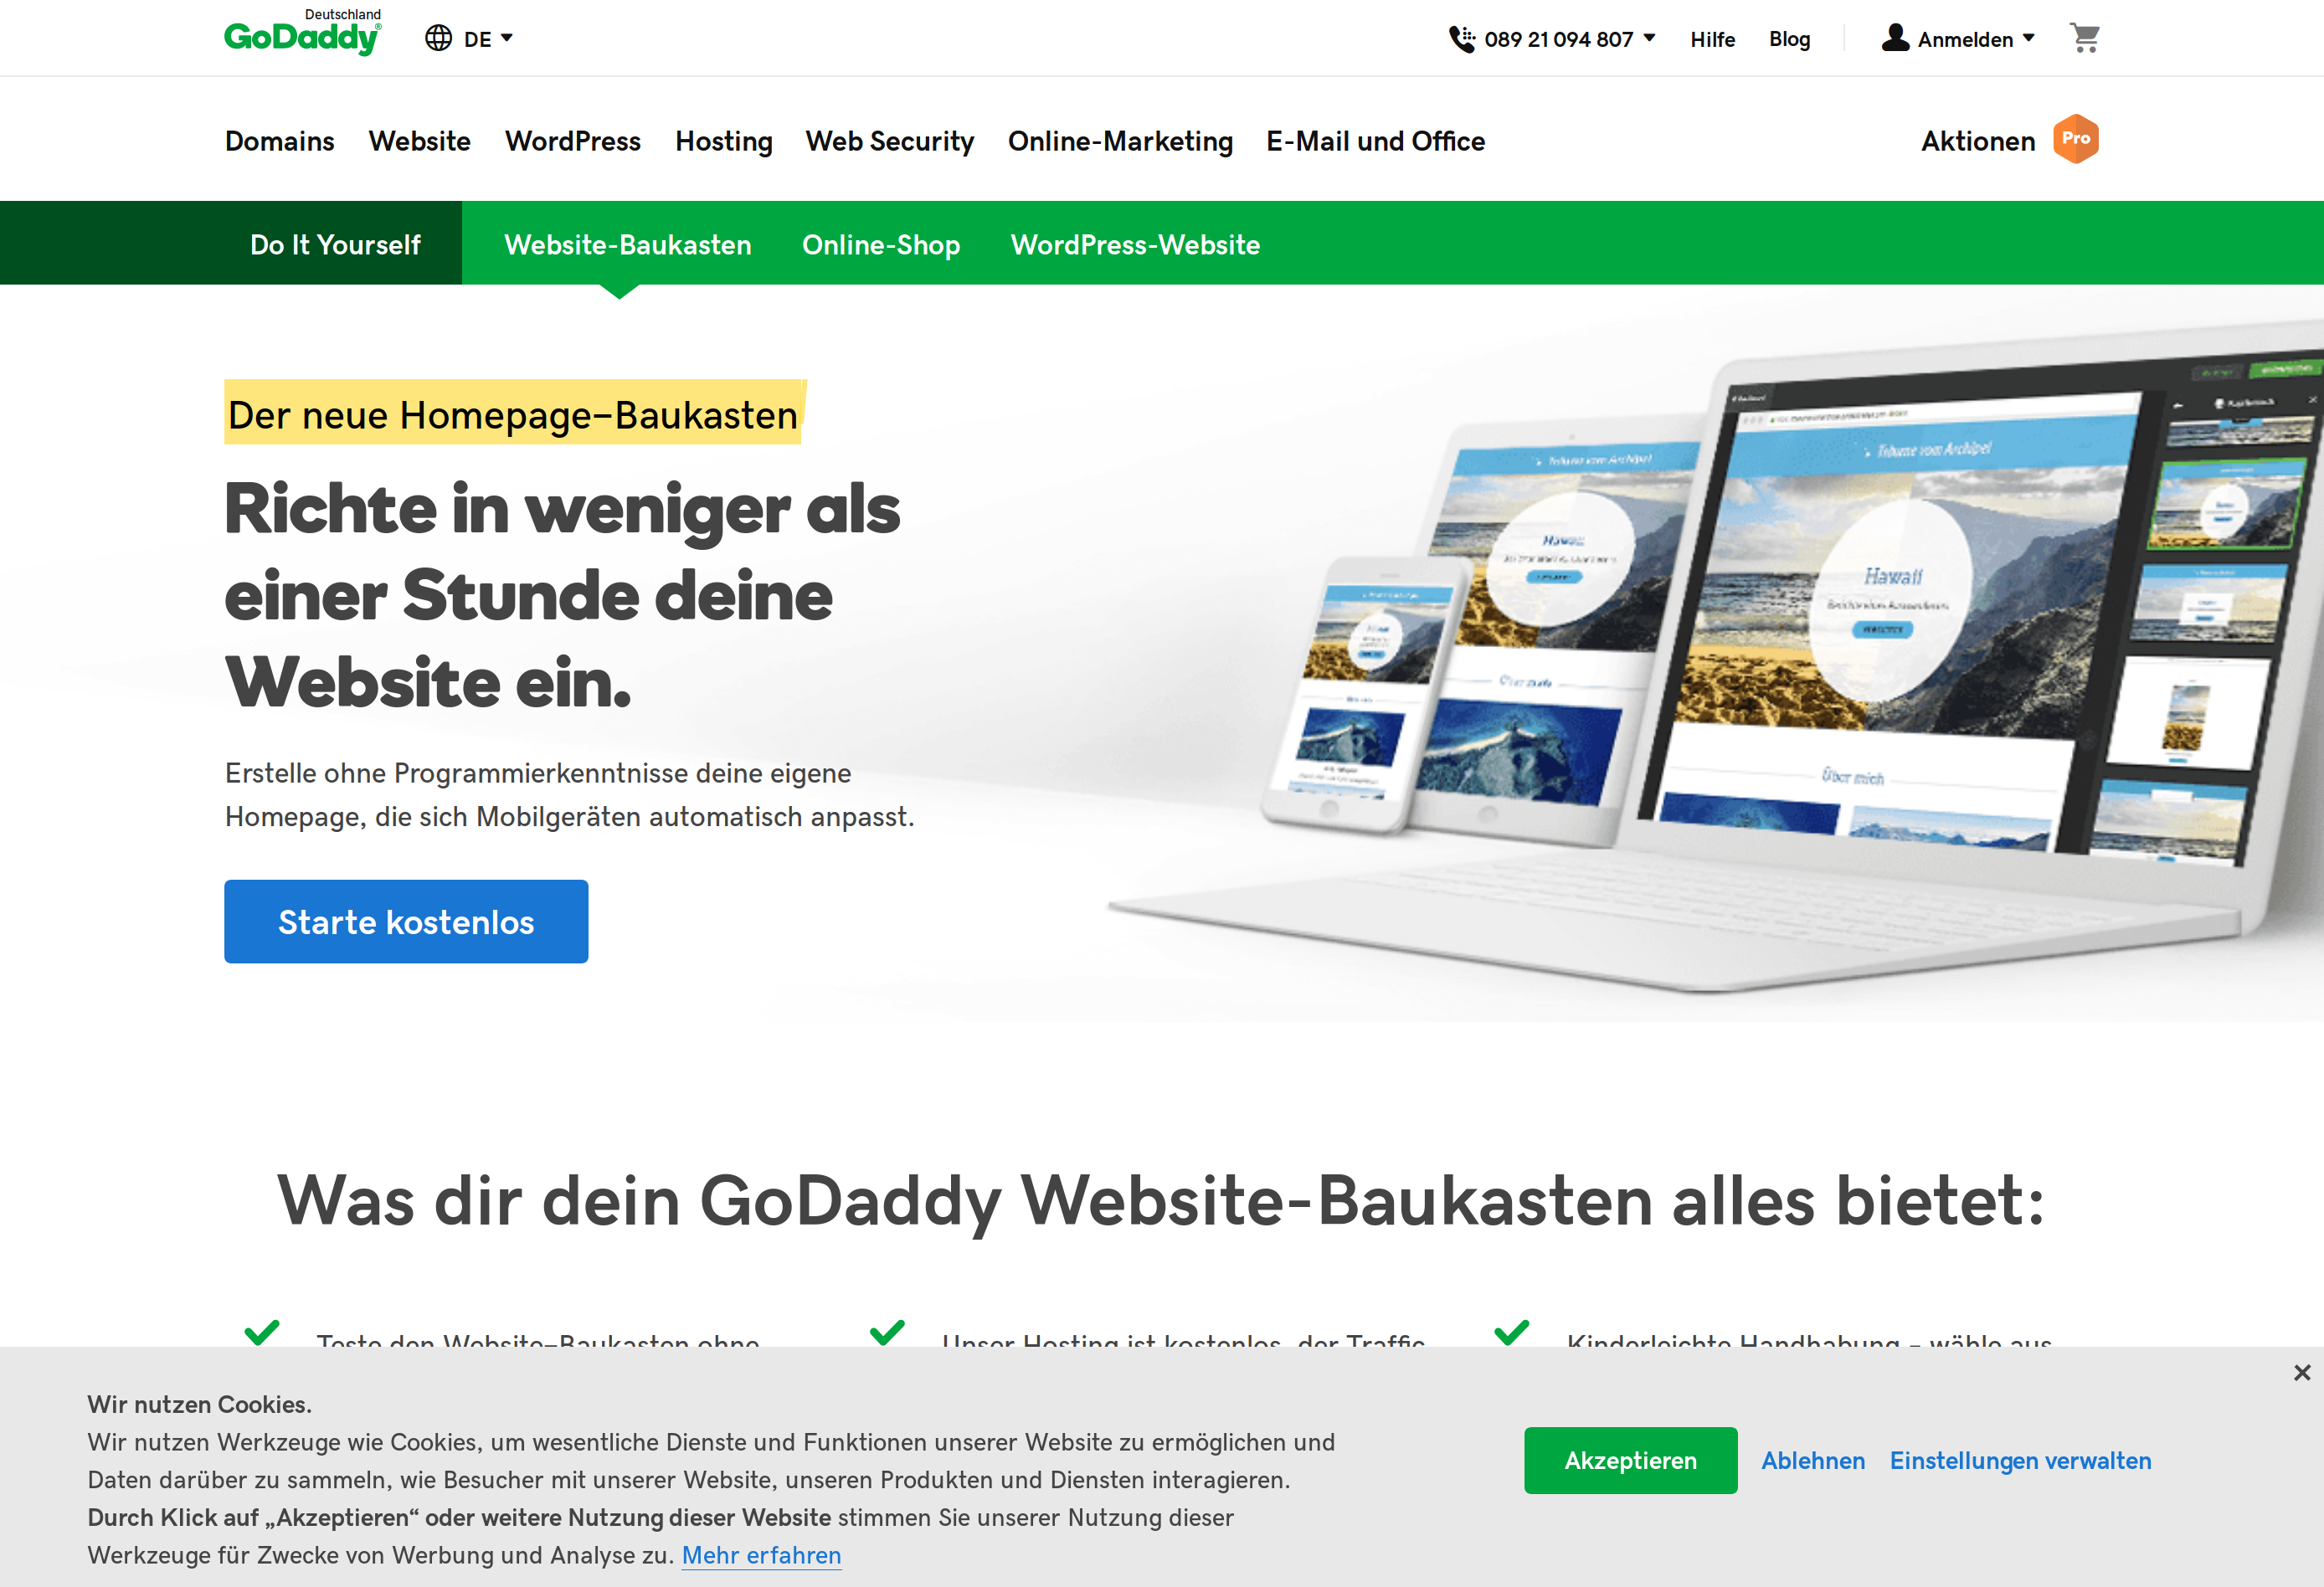 Deutschland
GoDaddy®
DE
089 21 094 807
Hilfe
Blog
Anmelden
Domains
Website
WordPress
Hosting
Web Security
Online-Marketing
E-Mail und Office
Aktionen
Pro
Do It Yourself
Website-Baukasten
Online-Shop
WordPress-Website
Der neue Homepage-Baukasten
Richte in weniger als
einer Stunde deine
Website ein.
Erstelle ohne Programmierkenntnisse deine eigene
Homepage, die sich Mobilgeräten automatisch anpasst.
Starte kostenlos
Träume vom Archipel
Hawaii
Über mich
Träume vom Archipel
Hawaii
Über mich
Was dir dein GoDaddy Website-Baukasten alles bietet:
Teste den Website-Baukasten ohne
Unser Hosting ist kostenlos, der Traffic
Kinderleichte Handhabung - wähle aus
Wir nutzen Cookies.
Wir nutzen Werkzeuge wie Cookies, um wesentliche Dienste und Funktionen unserer Website zu ermöglichen und
Daten darüber zu sammeln, wie Besucher mit unserer Website, unseren Produkten und Diensten interagieren.
Durch Klick auf „Akzeptieren“ oder weitere Nutzung dieser Website stimmen Sie unserer Nutzung dieser
Werkzeuge für Zwecke von Werbung und Analyse zu. Mehr erfahren
Akzeptieren
Ablehnen
Einstellungen verwalten